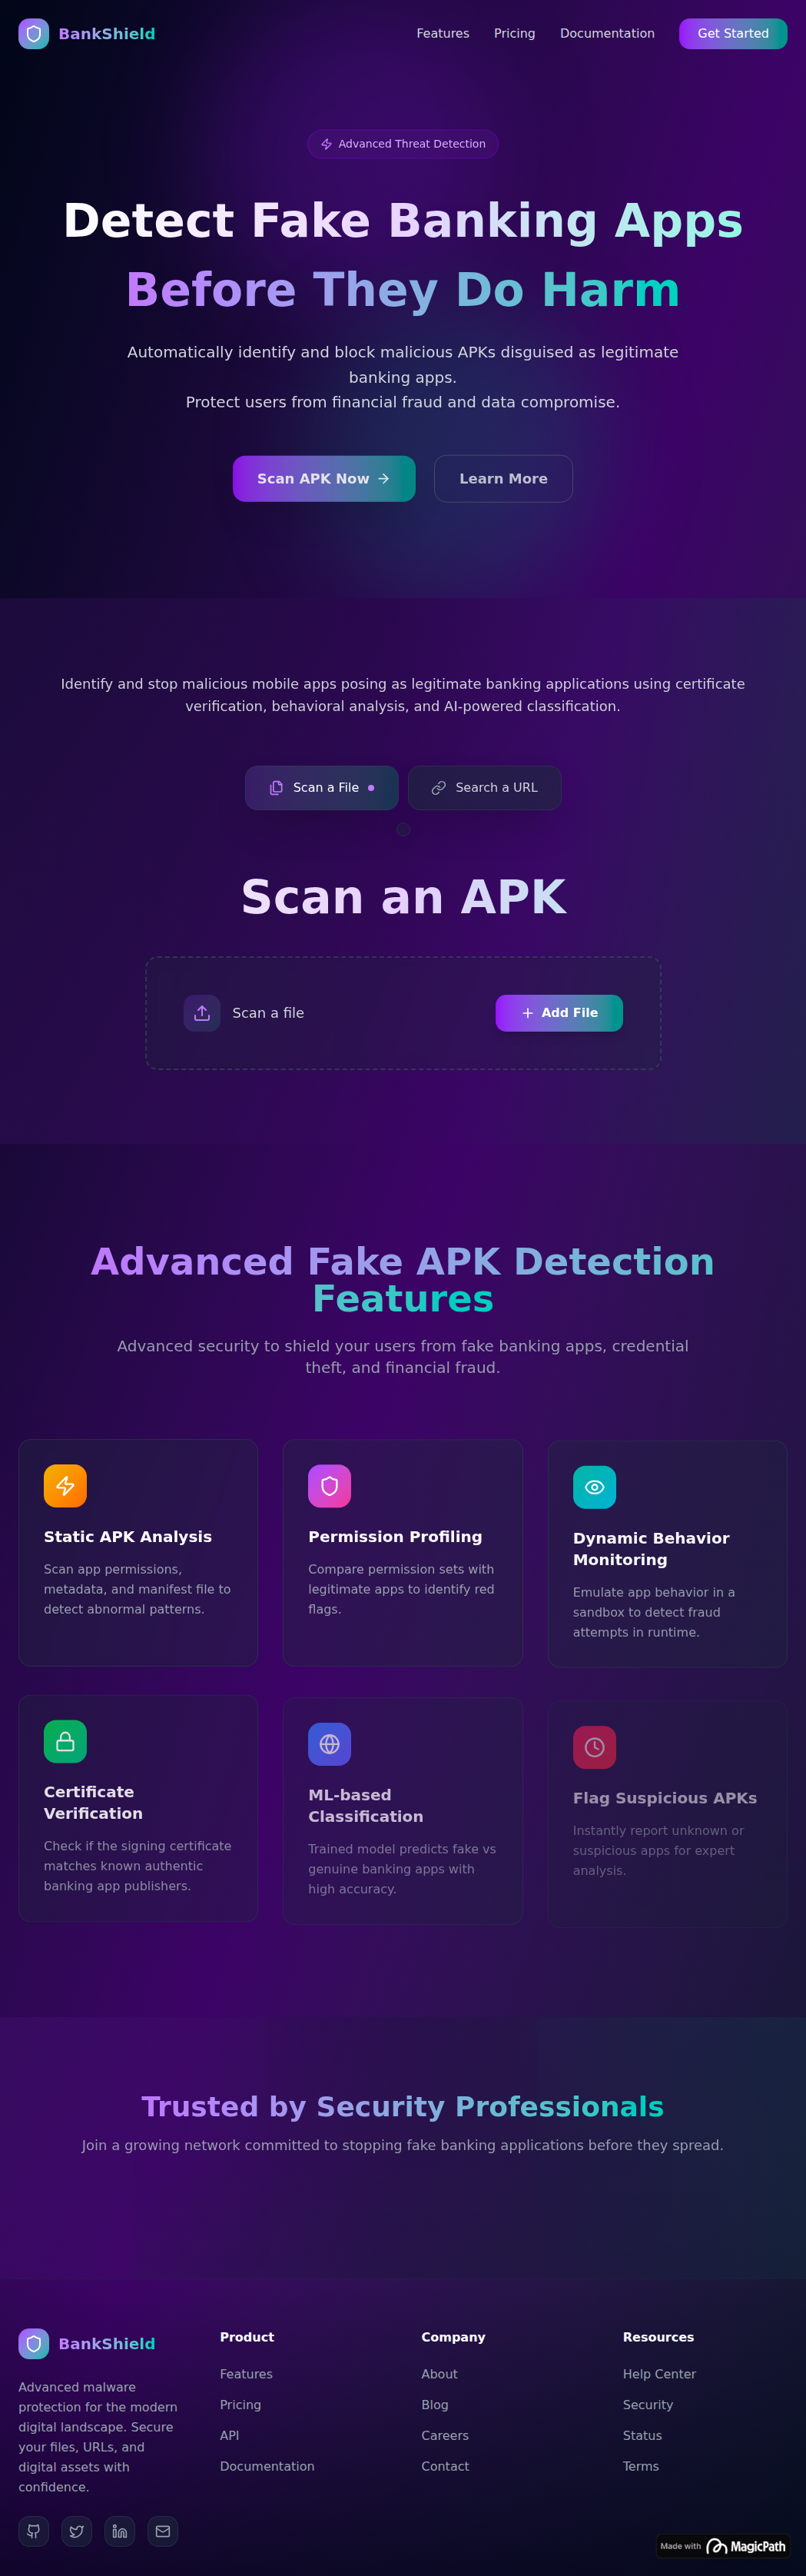 BankShield
Features
Pricing
Documentation
Get Started
Advanced Threat Detection
Detect Fake Banking Apps
Before They Do Harm
Automatically identify and block malicious APKs disguised as legitimate
banking apps.
Protect users from financial fraud and data compromise.
Scan APK Now
Learn More
Identify and stop malicious mobile apps posing as legitimate banking applications using certificate
verification, behavioral analysis, and AI-powered classification.
Scan a File
Search a URL
Scan an APK
Scan a file
Add File
Advanced Fake APK Detection
Features
Advanced security to shield your users from fake banking apps, credential
theft, and financial fraud.
Static APK Analysis
Scan app permissions,
metadata, and manifest file to
detect abnormal patterns.
Permission Profiling
Compare permission sets with
legitimate apps to identify red
flags.
Dynamic Behavior
Monitoring
Emulate app behavior in a
sandbox to detect fraud
attempts in runtime.
Certificate
Verification
Check if the signing certificate
matches known authentic
banking app publishers.
ML-based
Classification
Trained model predicts fake vs
genuine banking apps with
high accuracy.
Flag Suspicious APKs
Instantly report unknown or
suspicious apps for expert
analysis.
Trusted by Security Professionals
Join a growing network committed to stopping fake banking applications before they spread.
BankShield
Advanced malware
protection for the modern
digital landscape. Secure
your files, URLs, and
digital assets with
confidence.
Product
Features
Pricing
API
Documentation
Company
About
Blog
Careers
Contact
Resources
Help Center
Security
Status
Terms
Made with MagicPath